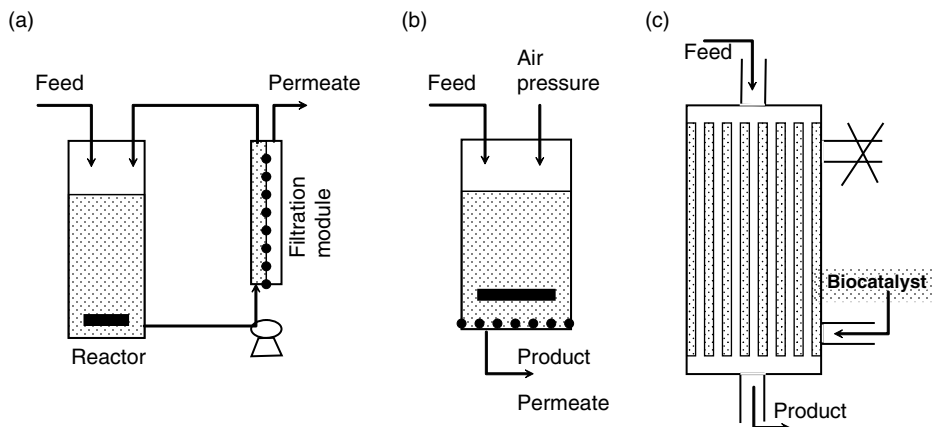 (a)
Feed
Permeate
Filtration
module
Reactor
(b)
Feed
Air
pressure
Product
Permeate
(c)
Feed
Biocatalyst
Product